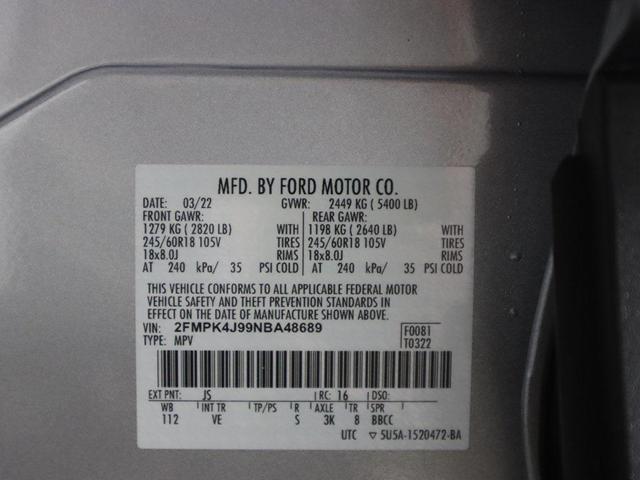 MFD. BY FORD MOTOR CO.
DATE: 03/22 GVWR: 2449 KG ( 5400 LB)
FRONT GAWR: REAR GAWR:
1279 KG ( 2820 LB) WITH 1198 KG ( 2640 LB) WITH
245/60R18 105V TIRES 245/60R18 105V TIRES
18x8.0J RIMS 18x8.0J RIMS
AT 240 kPa/ 35 PSI COLD AT 240 kPa/ 35 PSI COLD
THIS VEHICLE CONFORMS TO ALL APPLICABLE FEDERAL MOTOR
VEHICLE SAFETY AND THEFT PREVENTION STANDARDS IN
EFFECT ON THE DATE OF MANUFACTURE SHOWN ABOVE.
VIN: 2FMPK4J99NBA48689 F0081
TYPE: MPV T0322
EXT PNT: JS RC: 16 DSO:
WB INT TR TP/PS R AXLE TR SPR
112 VE S 3K 8 BBCC
UTC ▽ 5U5A-1520472-BA